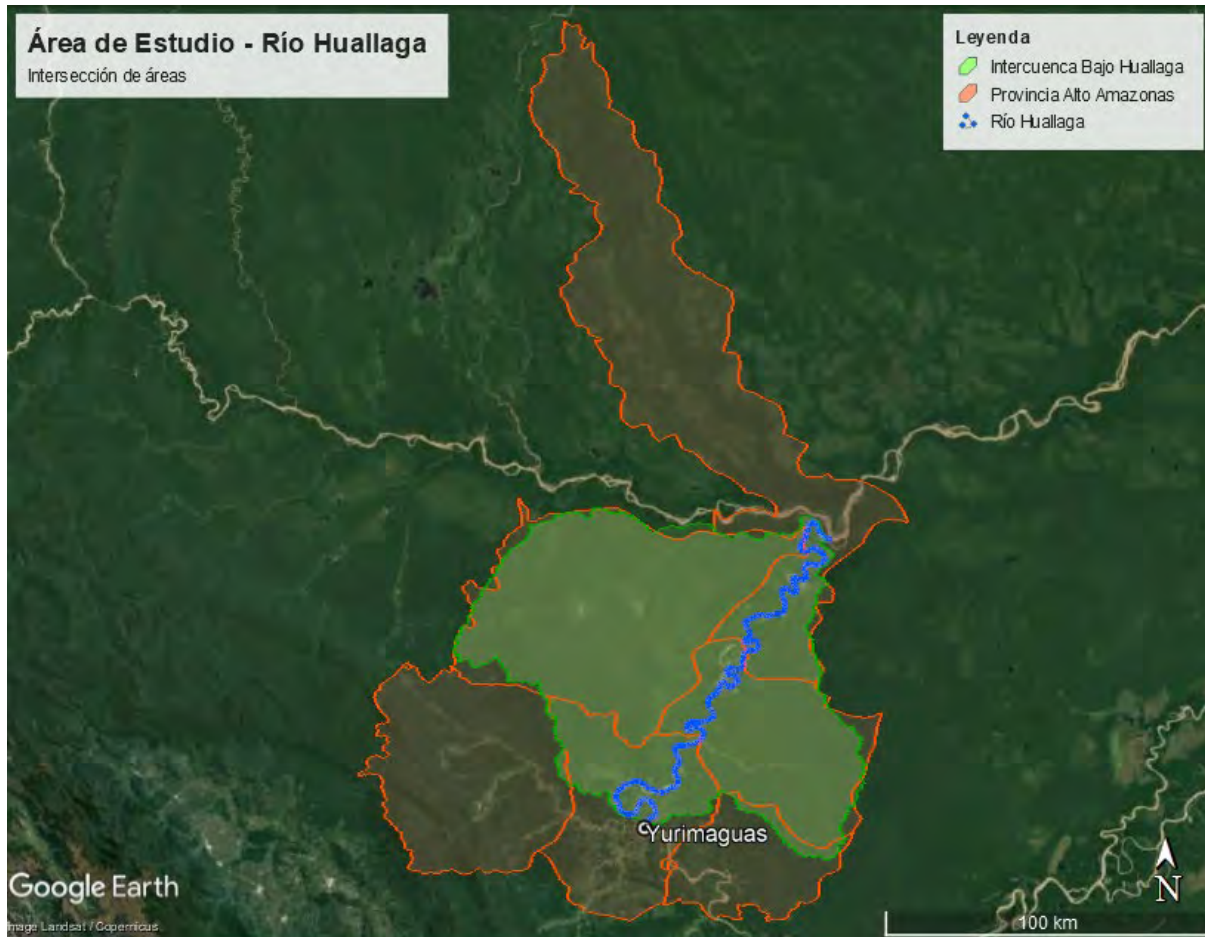 Área de Estudio - Río Huallaga
Intersección de áreas
Leyenda
Intercuenca Bajo Huallaga
Provincia Alto Amazonas
Río Huallaga
Yurimaguas
Google Earth
Image Landsat / Copernicus
100 km
N